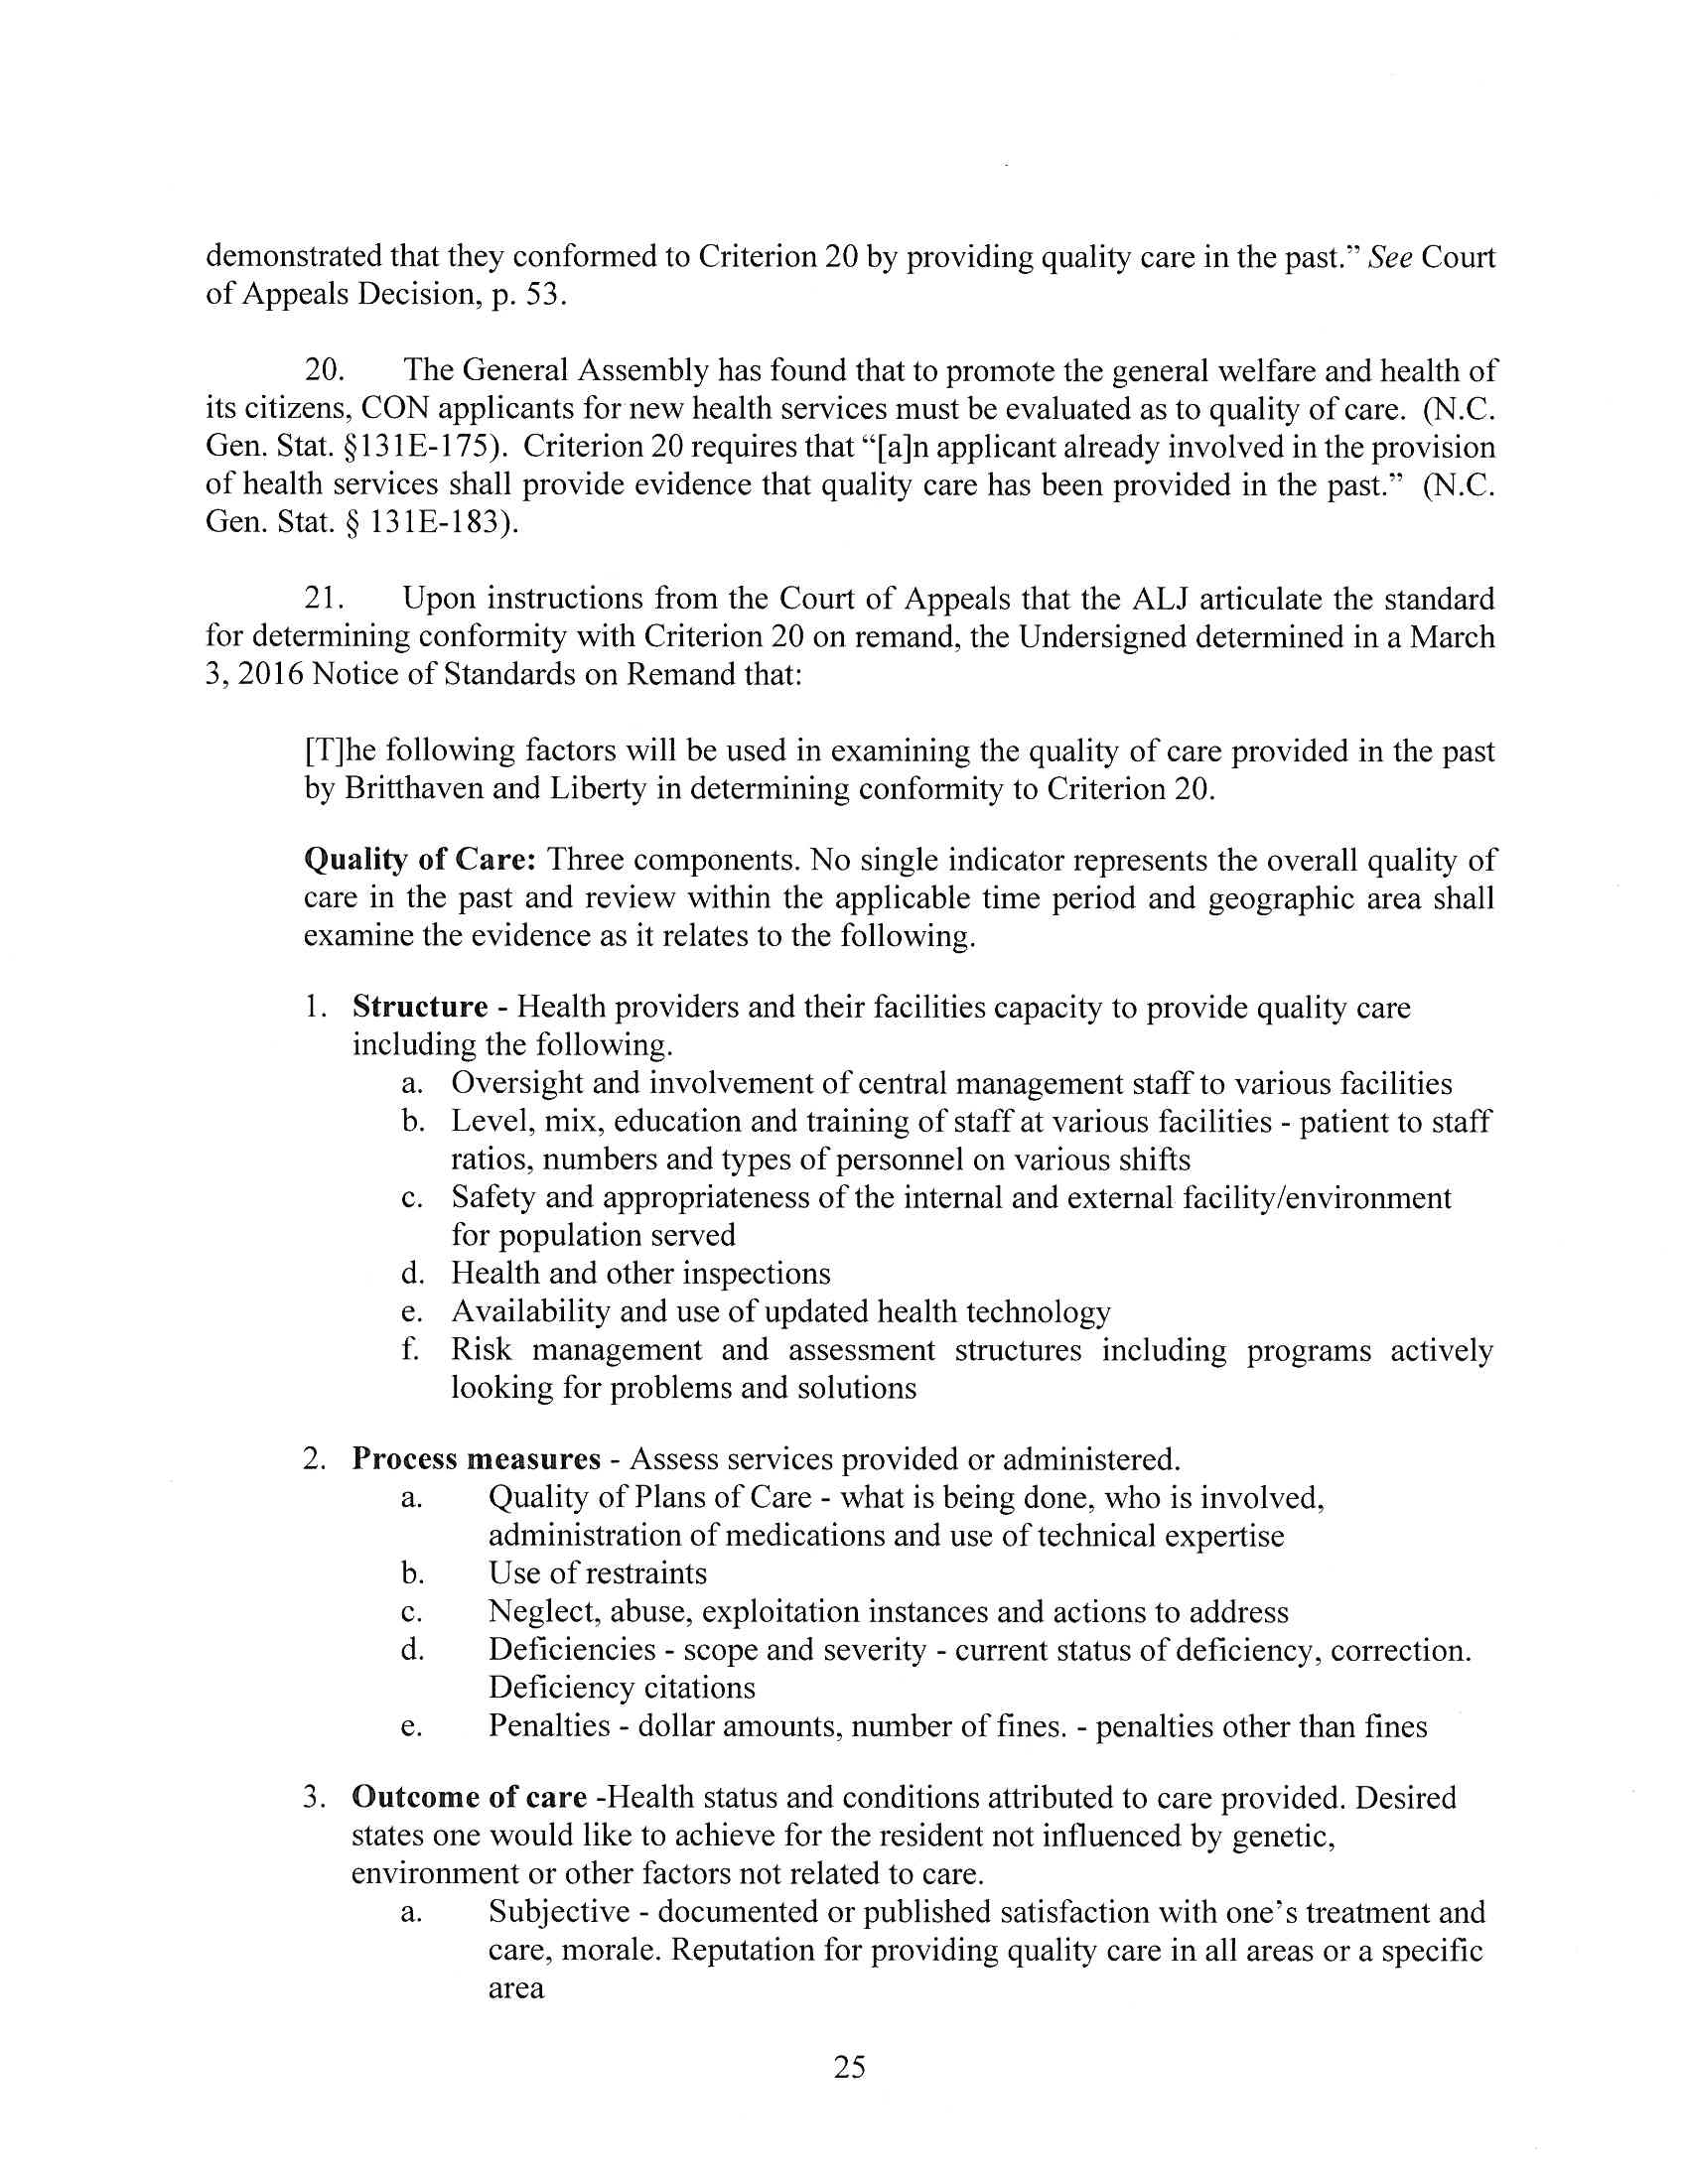 demonstrated that they conformed to Criterion 20 by providing quality care in the past.” See Court
of Appeals Decision, p. 53.
20. The General Assembly has found that to promote the general welfare and health of
its citizens, CON applicants for new health services must be evaluated as to quality of care. (N.C.
Gen. Stat. §131E-175). Criterion 20 requires that “[a]n applicant already involved in the provision
of health services shall provide evidence that quality care has been provided in the past.” (N.C.
Gen. Stat. § 131E-183).
21. Upon instructions from the Court of Appeals that the ALJ articulate the standard
for determining conformity with Criterion 20 on remand, the Undersigned determined in a March
3, 2016 Notice of Standards on Remand that:
[T]he following factors will be used in examining the quality of care provided in the past
by Britthaven and Liberty in determining conformity to Criterion 20.
Quality of Care: Three components. No single indicator represents the overall quality of
care in the past and review within the applicable time period and geographic area shall
examine the evidence as it relates to the following.
1. Structure - Health providers and their facilities capacity to provide quality care
including the following.
a. Oversight and involvement of central management staff to various facilities
b. Level, mix, education and training of staff at various facilities - patient to staff
ratios, numbers and types of personnel on various shifts
c. Safety and appropriateness of the internal and external facility/environment
for population served
d. Health and other inspections
e. Availability and use of updated health technology
f. Risk management and assessment structures including programs actively
looking for problems and solutions
2. Process measures - Assess services provided or administered.
a. Quality of Plans of Care - what is being done, who is involved,
administration of medications and use of technical expertise
b. Use of restraints
c. Neglect, abuse, exploitation instances and actions to address
d. Deficiencies - scope and severity - current status of deficiency, correction.
Deficiency citations
e. Penalties - dollar amounts, number of fines. - penalties other than fines
3. Outcome of care -Health status and conditions attributed to care provided. Desired
states one would like to achieve for the resident not influenced by genetic,
environment or other factors not related to care.
a. Subjective - documented or published satisfaction with one’s treatment and
care, morale. Reputation for providing quality care in all areas or a specific
area
25